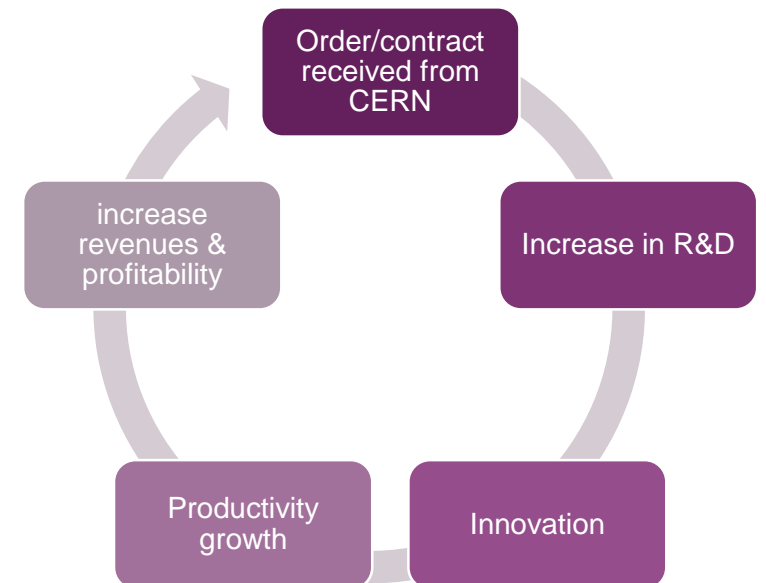 Order/contract
received from
CERN
Increase in R&D
Innovation
Productivity
growth
increase
revenues &
profitability